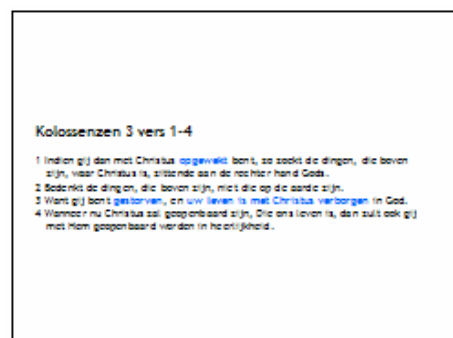 Kolossenzen 3 vers 1-4
1 Indien gij dan met Christus opgewekt bent, zo zoekt de dingen, die boven
zijn, waar Christus is, zittende aan de rechter hand Gods.
2 Bedenkt de dingen, die boven zijn, niet die op de aarde zijn.
3 Want gij bent gestorven, en uw leven is met Christus verborgen in God.
4 Wanneer nu Christus zal geopenbaard zijn, Die ons leven is, dan zult ook gij
met Hem geopenbaard worden in heerlijkheid.